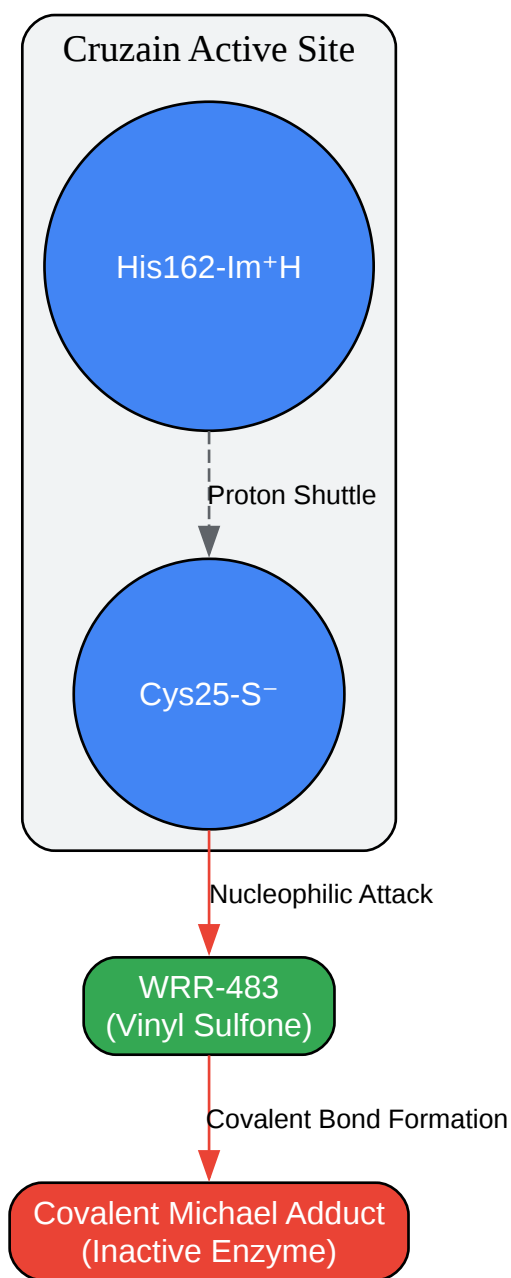 Cruzain Active Site
His162-Im⁺H
Proton Shuttle
Cys25-S⁻
Nucleophilic Attack
WRR-483
(Vinyl Sulfone)
Covalent Bond Formation
Covalent Michael Adduct
(Inactive Enzyme)